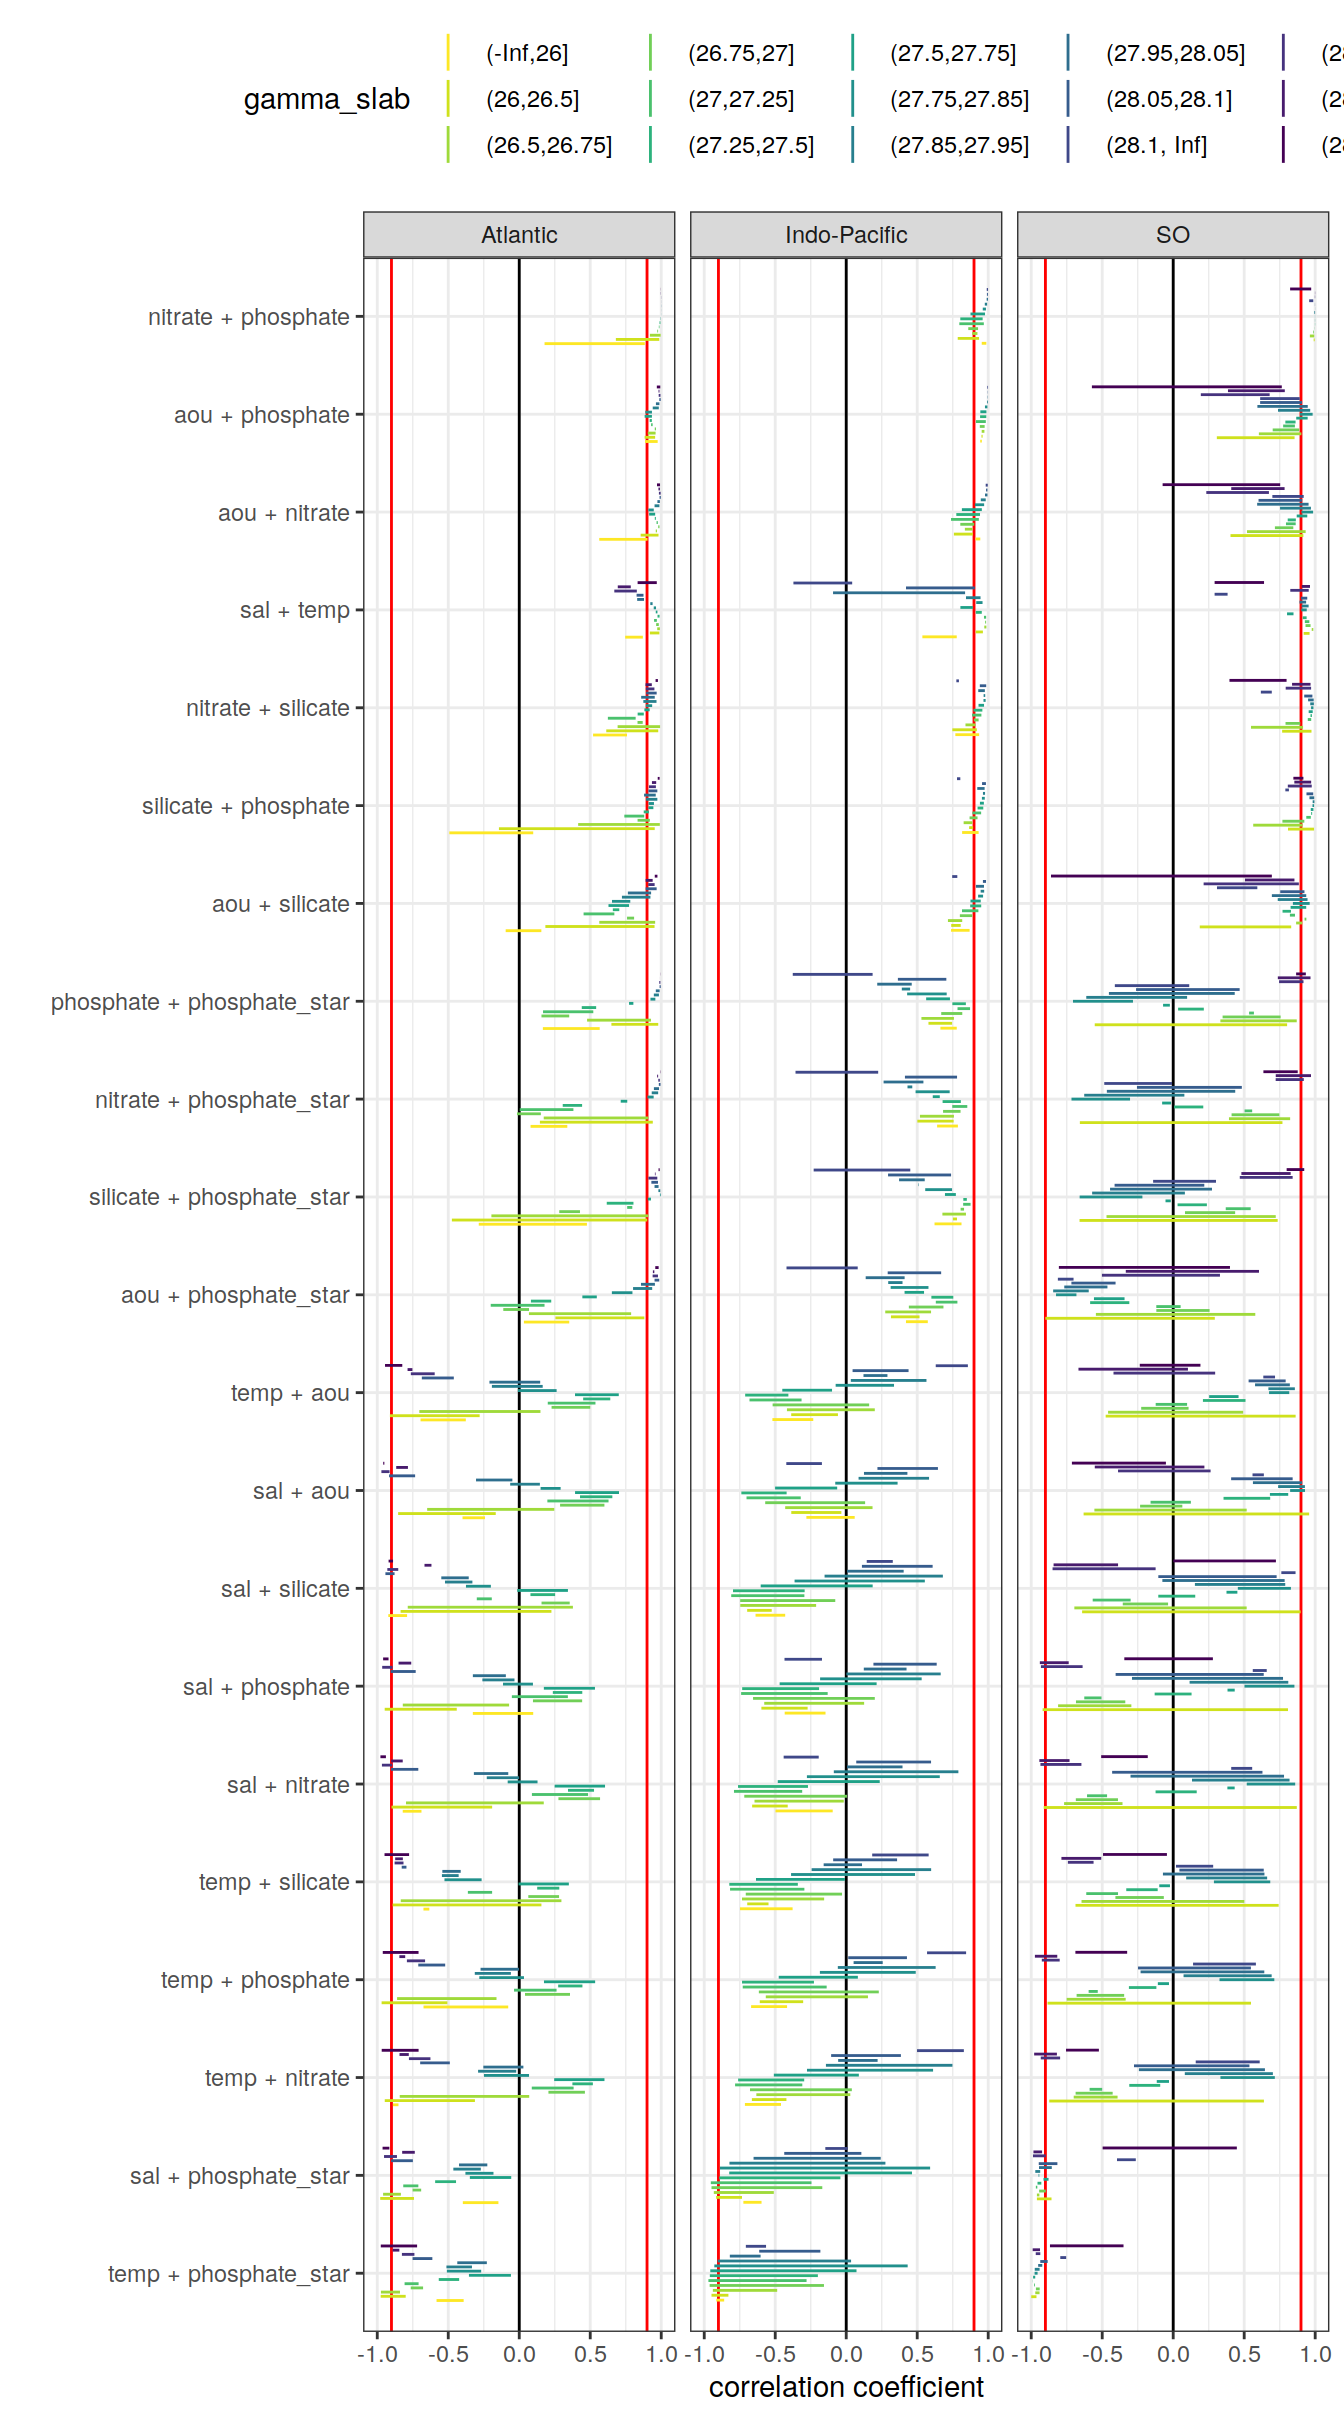 (-Inf,26] (26.75,27] (27.5,27.75] (27.95,28.05]
gamma_slab (26,26.5] (27,27.25] (27.75,27.85] (28.05,28.1]
(26.5,26.75] (27.25,27.5] (27.85,27.95] (28.1, Inf]
Atlantic Indo-Pacific SO
nitrate + phosphate
aou + phosphate
aou + nitrate
sal + temp
nitrate + silicate
silicate + phosphate
aou + silicate
phosphate + phosphate_star
nitrate + phosphate_star
silicate + phosphate_star
aou + phosphate_star
temp + aou
sal + aou
sal + silicate
sal + phosphate
sal + nitrate
temp + silicate
temp + phosphate
temp + nitrate
sal + phosphate_star
temp + phosphate_star
-1.0 -0.5 0.0 0.5 1.0 -1.0 -0.5 0.0 0.5 1.0 -1.0 -0.5 0.0 0.5 1.0
correlation coefficient